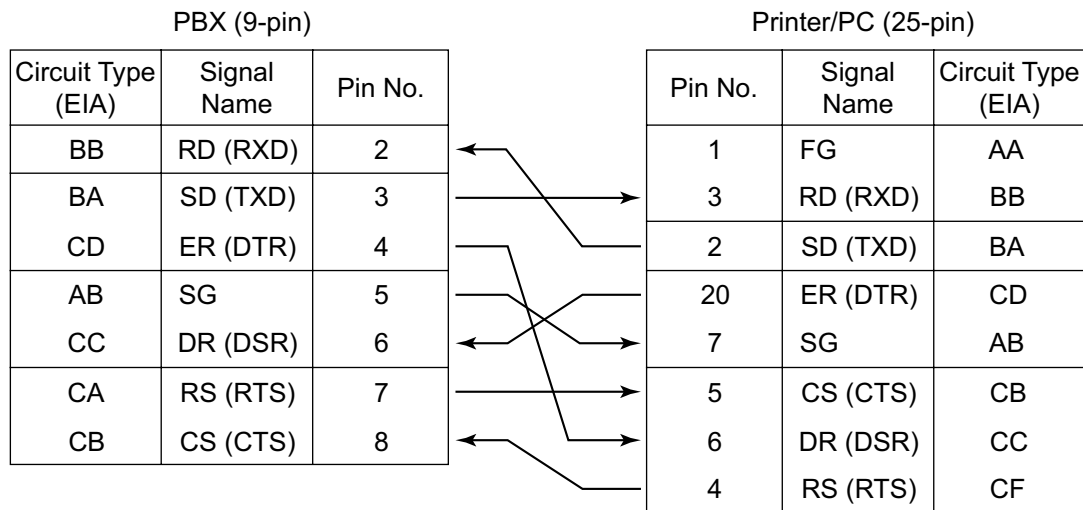 PBX (9-pin)
Circuit Type (EIA) Signal Name Pin No.
BB RD (RXD) 2
BA SD (TXD) 3
CD ER (DTR) 4
AB SG 5
CC DR (DSR) 6
CA RS (RTS) 7
CB CS (CTS) 8
Printer/PC (25-pin)
Pin No. Signal Name Circuit Type (EIA)
1 FG AA
3 RD (RXD) BB
2 SD (TXD) BA
20 ER (DTR) CD
7 SG AB
5 CS (CTS) CB
6 DR (DSR) CC
4 RS (RTS) CF